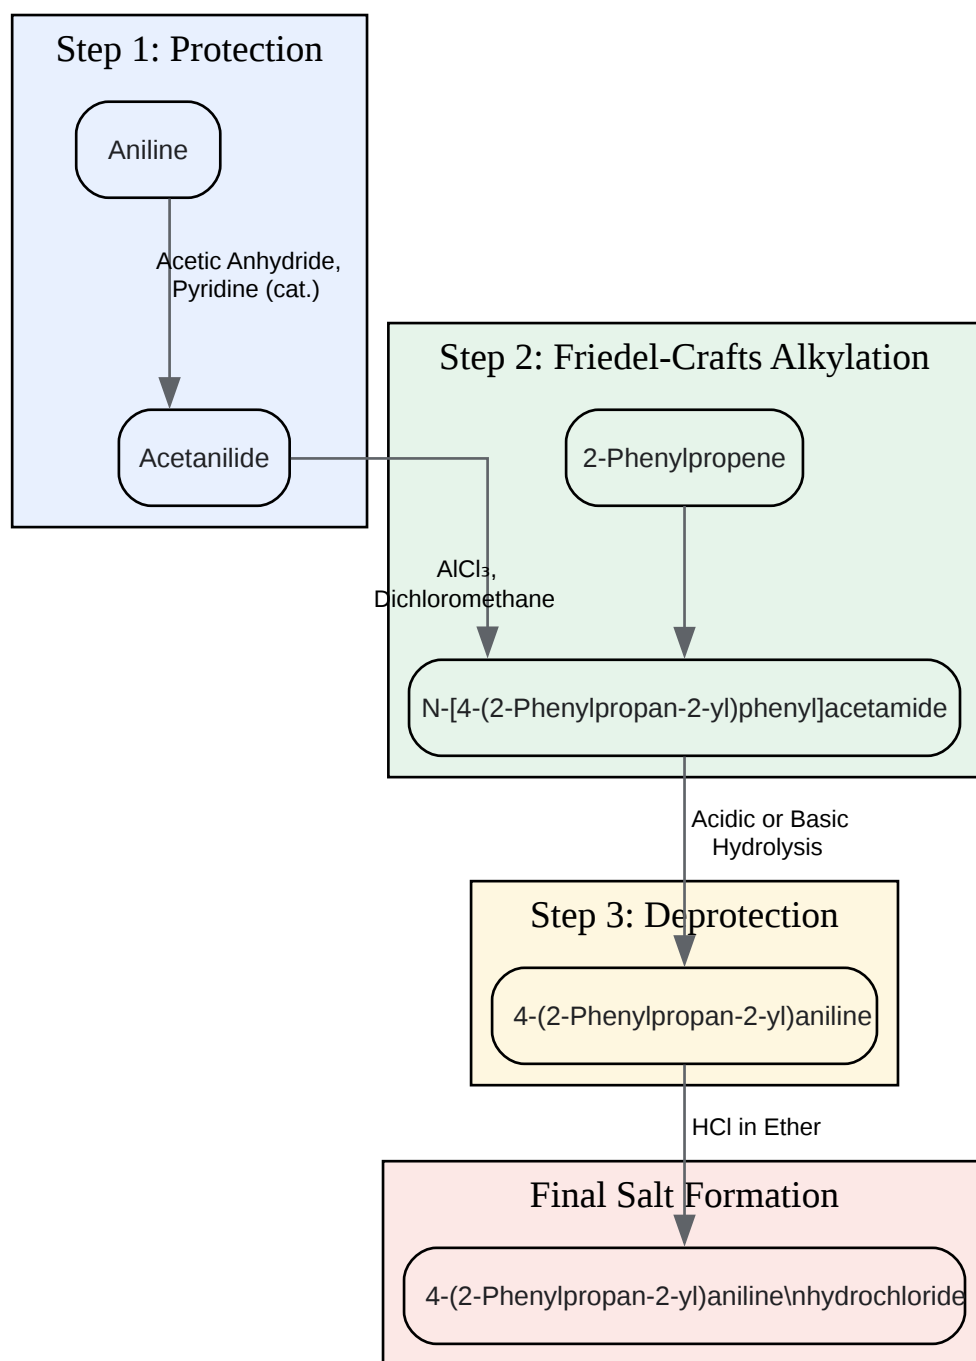 Step 1: Protection
Aniline
Acetic Anhydride,
Pyridine (cat.)
Step 2: Friedel-Crafts Alkylation
Acetanilide
2-Phenylpropene
AlCl₃,
Dichloromethane
N-[4-(2-Phenylpropan-2-yl)phenyl]acetamide
Acidic or Basic
Hydrolysis
Step 3: Deprotection
4-(2-Phenylpropan-2-yl)aniline
HCl in Ether
Final Salt Formation
4-(2-Phenylpropan-2-yl)aniline\nhydrochloride